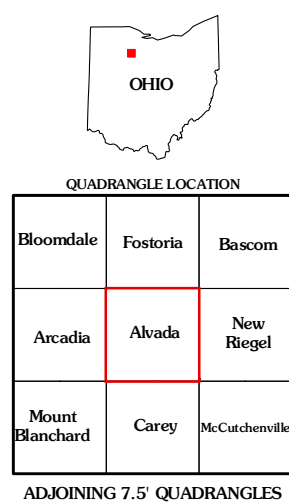 OHIO
QUADRANGLE LOCATION
Bloomdale Fostoria Bascom
Arcadia Alvada New
Riegel
Mount
Blanchard Carey McCutchenville
ADJOINING 7.5' QUADRANGLES